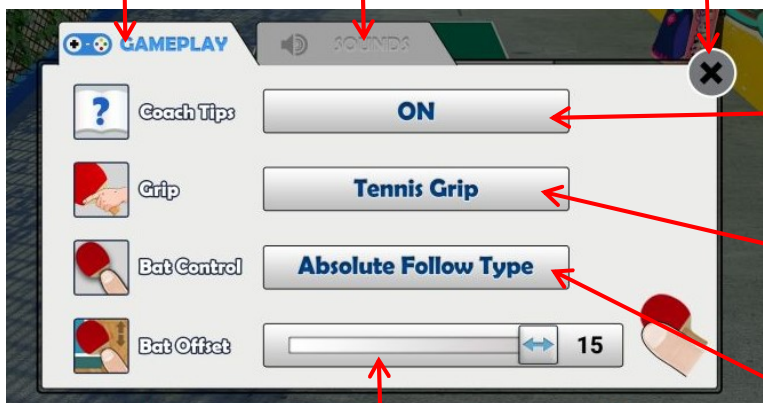 GAMEPLAY SOUNDS
Coach Tips ON
Grip Tennis Grip
Bat Control Absolute Follow Type
Bat Offset 15